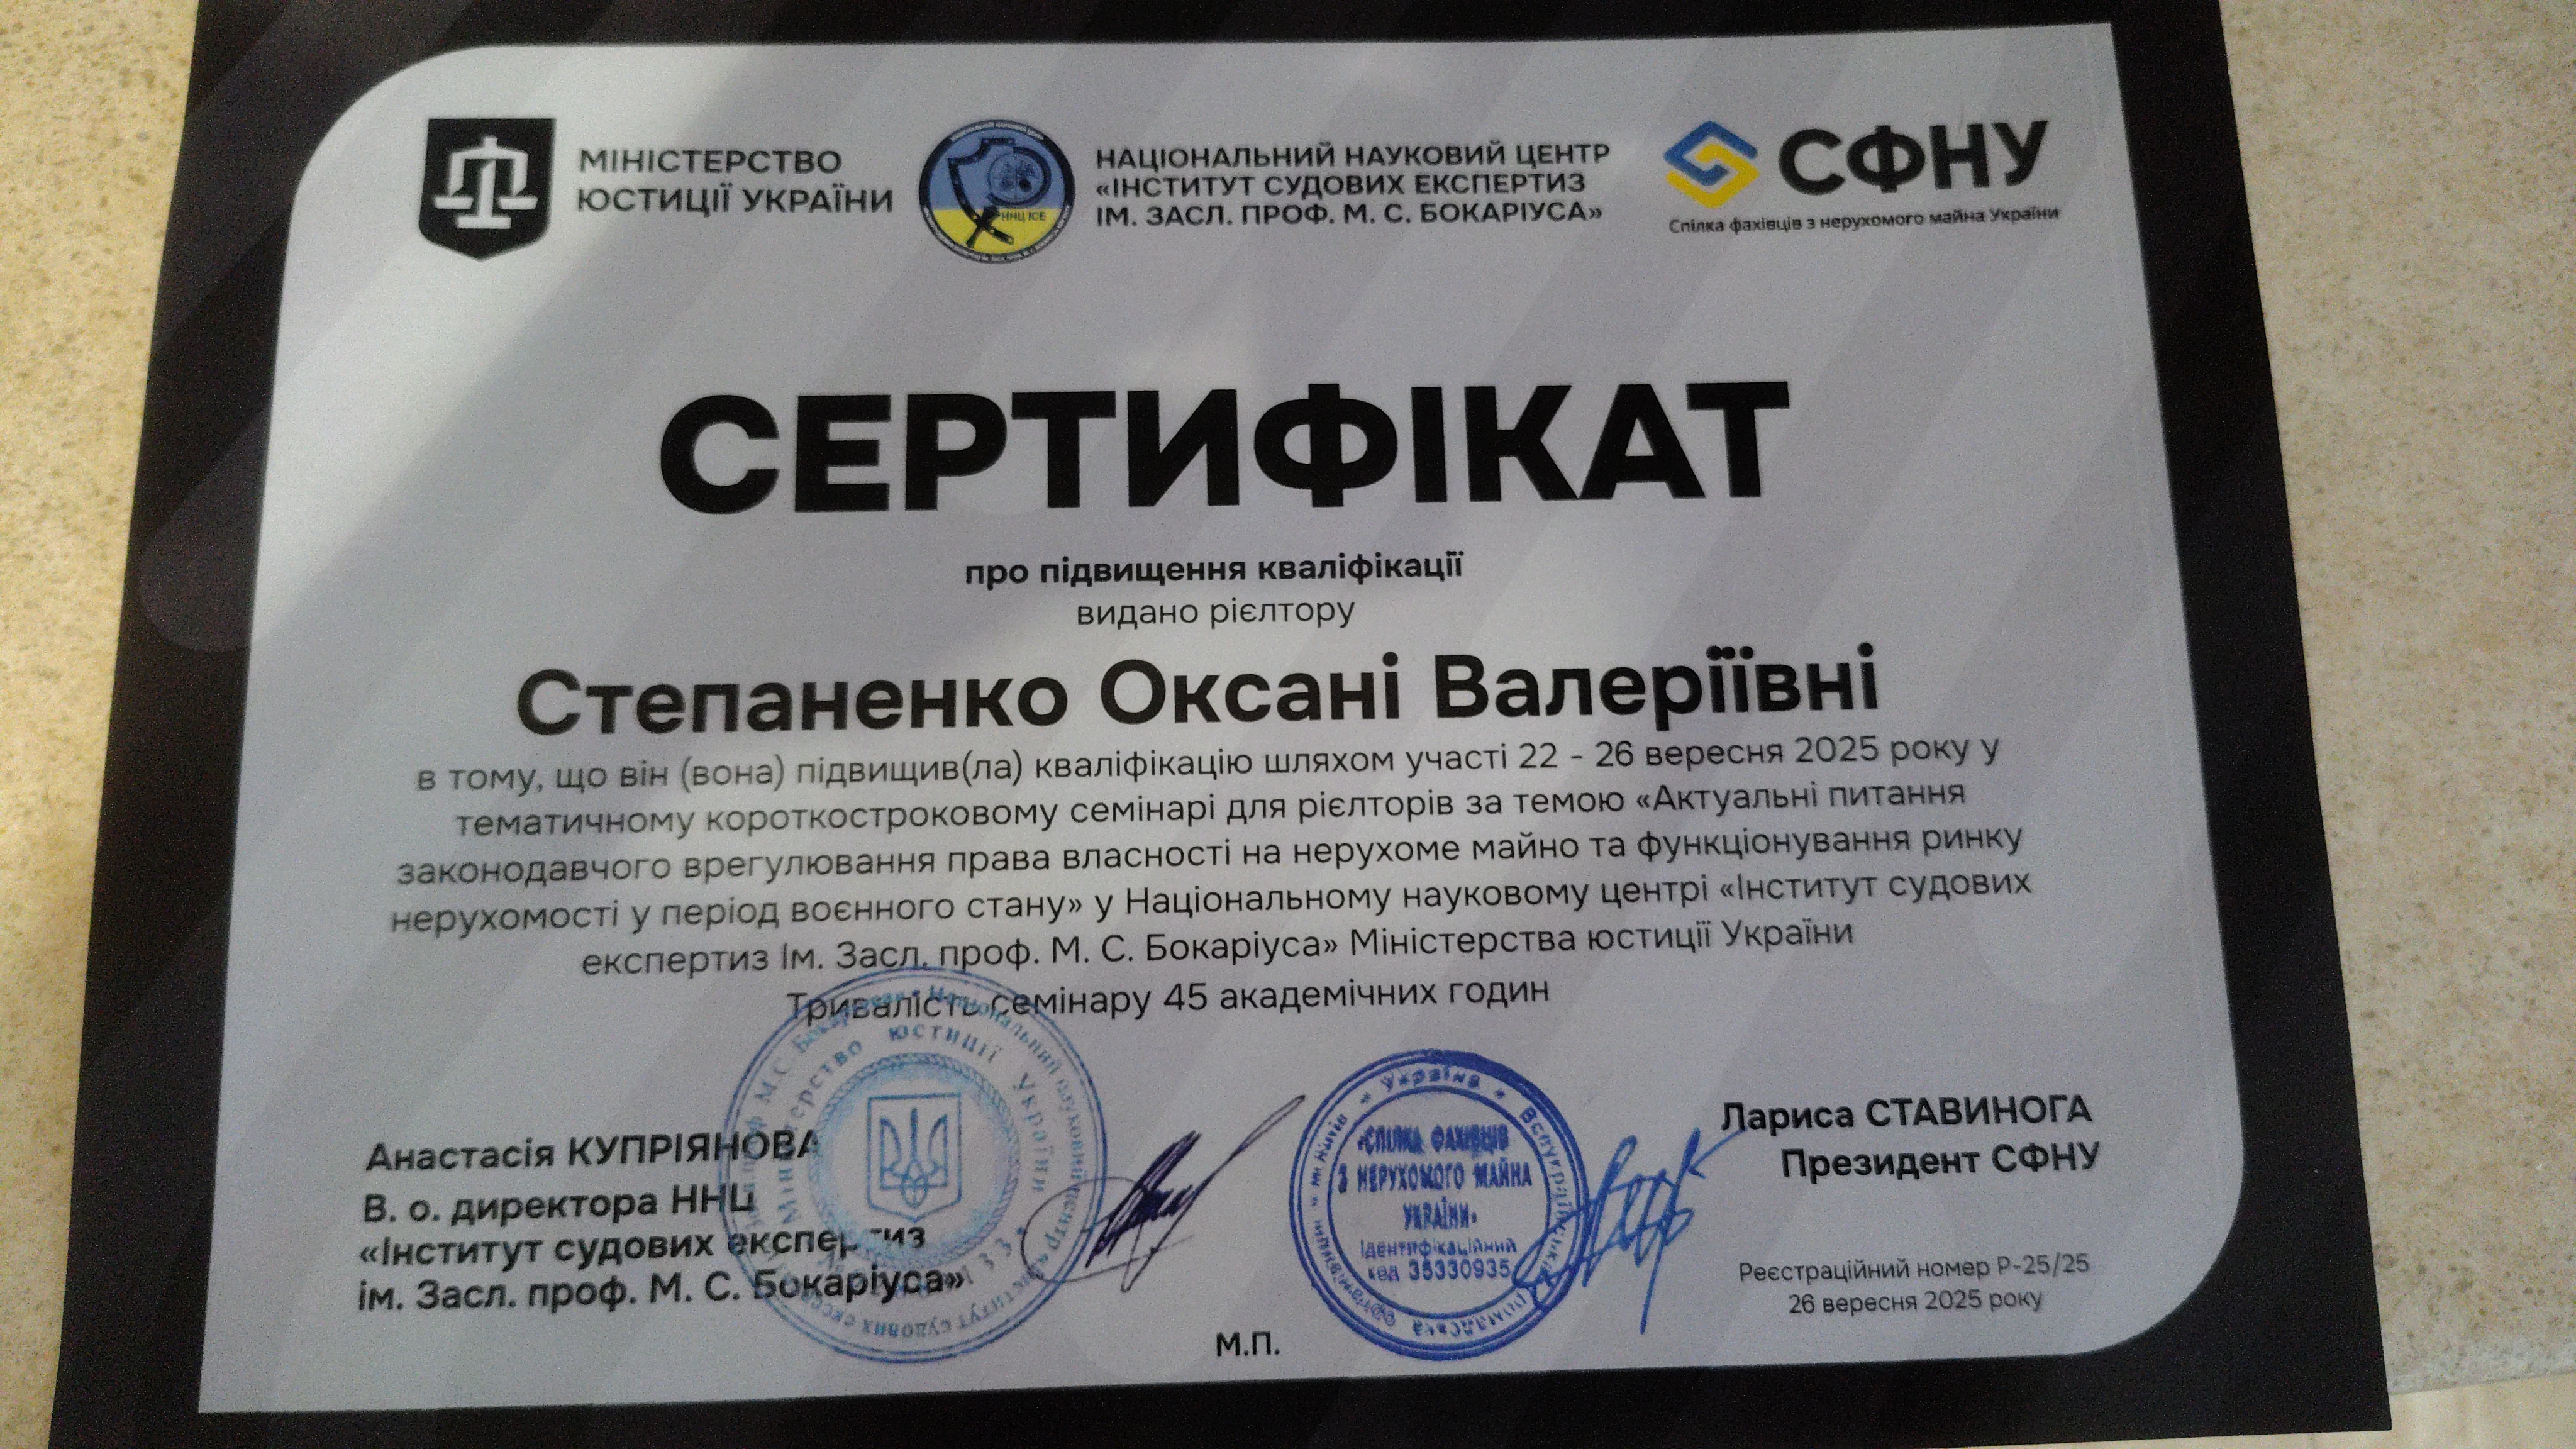 МІНІСТЕРСТВО
ЮСТИЦІЇ УКРАЇНИ
ННЦ ІСЕ
НАЦІОНАЛЬНИЙ НАУКОВИЙ ЦЕНТР
«ІНСТИТУТ СУДОВИХ ЕКСПЕРТИЗ
ІМ. ЗАСЛ. ПРОФ. М. С. БОКАРІУСА»
СФНУ
Спілка фахівців з нерухомого майна України
СЕРТИФІКАТ
про підвищення кваліфікації
видано рієлтору
Степаненко Оксані Валеріївні
в тому, що він (вона) підвищив(ла) кваліфікацію шляхом участі 22 - 26 вересня 2025 року у
тематичному короткостроковому семінарі для рієлторів за темою «Актуальні питання
законодавчого врегулювання права власності на нерухоме майно та функціонування ринку
нерухомості у період воєнного стану» у Національному науковому центрі «Інститут судових
експертиз Ім. Засл. проф. М. С. Бокаріуса» Міністерства юстиції України
Тривалість семінару 45 академічних годин
Анастасія КУПРІЯНОВА
В. о. директора ННЦ
«Інститут судових експертиз
ім. Засл. проф. М. С. Бокаріуса»
Міністерство юстиції України
М.П.
Україна
«СПІЛКА ФАХІВЦІВ
З НЕРУХОМОГО МАЙНА
УКРАЇНИ»
Ідентифікаційний
код 35330935
Лариса СТАВИНОГА
Президент СФНУ
Реєстраційний номер Р-25/25
26 вересня 2025 року